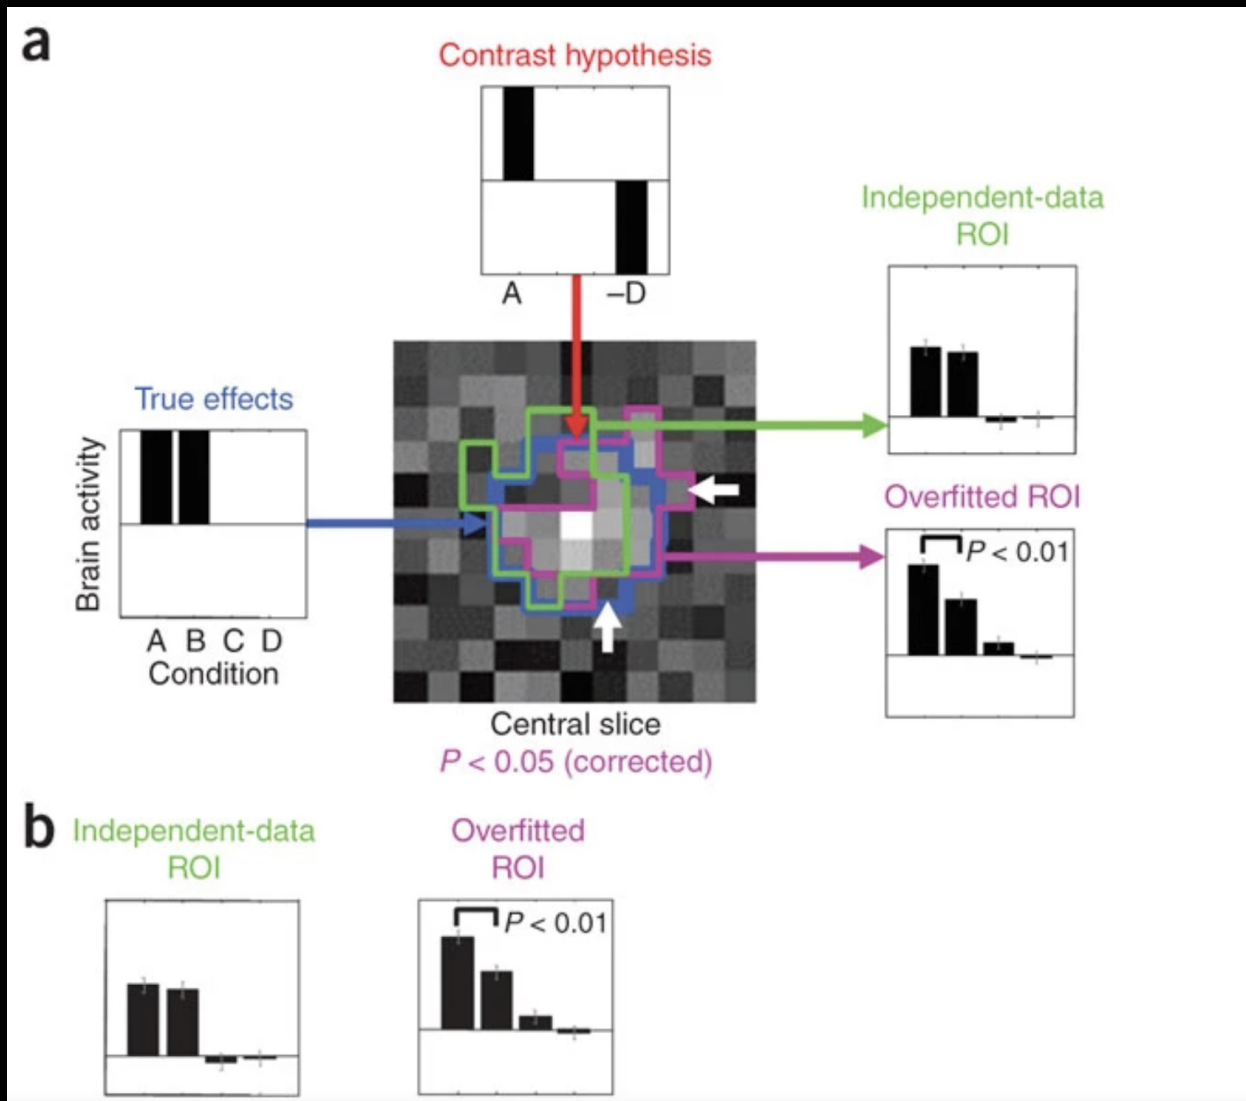 a
Contrast hypothesis
A –D
Independent-data
ROI
True effects
Brain activity
A B C D
Condition
Overfitted ROI
P < 0.01
Central slice
P < 0.05 (corrected)
b
Independent-data
ROI
Overfitted
ROI
P < 0.01